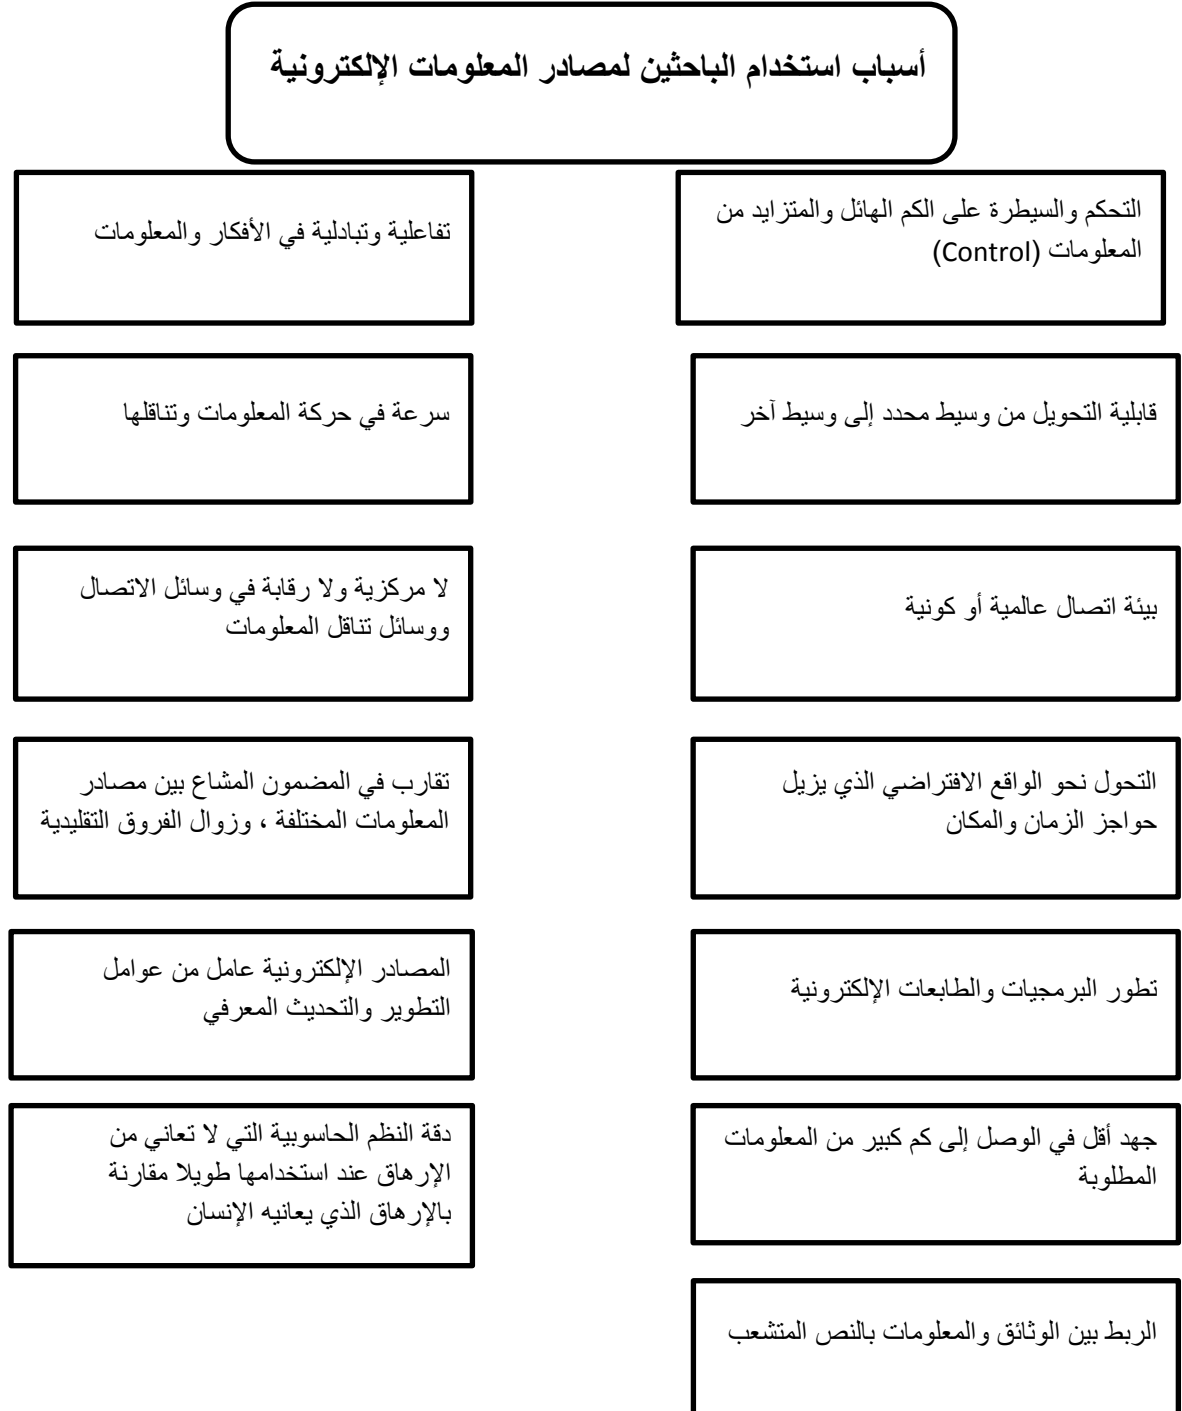 أسباب استخدام الباحثين لمصادر المعلومات الإلكترونية
التحكم والسيطرة على الكم الهائل والمتزايد من
المعلومات (Control)
تفاعلية وتبادلية في الأفكار والمعلومات
قابلية التحويل من وسيط محدد إلى وسيط آخر
سرعة في حركة المعلومات وتناقلها
بيئة اتصال عالمية أو كونية
لا مركزية ولا رقابة في وسائل الاتصال
ووسائل تناقل المعلومات
التحول نحو الواقع الافتراضي الذي يزيل
حواجز الزمان والمكان
تقارب في المضمون المشاع بين مصادر
المعلومات المختلفة ، وزوال الفروق التقليدية
تطور البرمجيات والطابعات الإلكترونية
المصادر الإلكترونية عامل من عوامل
التطوير والتحديث المعرفي
جهد أقل في الوصل إلى كم كبير من المعلومات
المطلوبة
دقة النظم الحاسوبية التي لا تعاني من
الإرهاق عند استخدامها طويلا مقارنة
بالإرهاق الذي يعانيه الإنسان
الربط بين الوثائق والمعلومات بالنص المتشعب